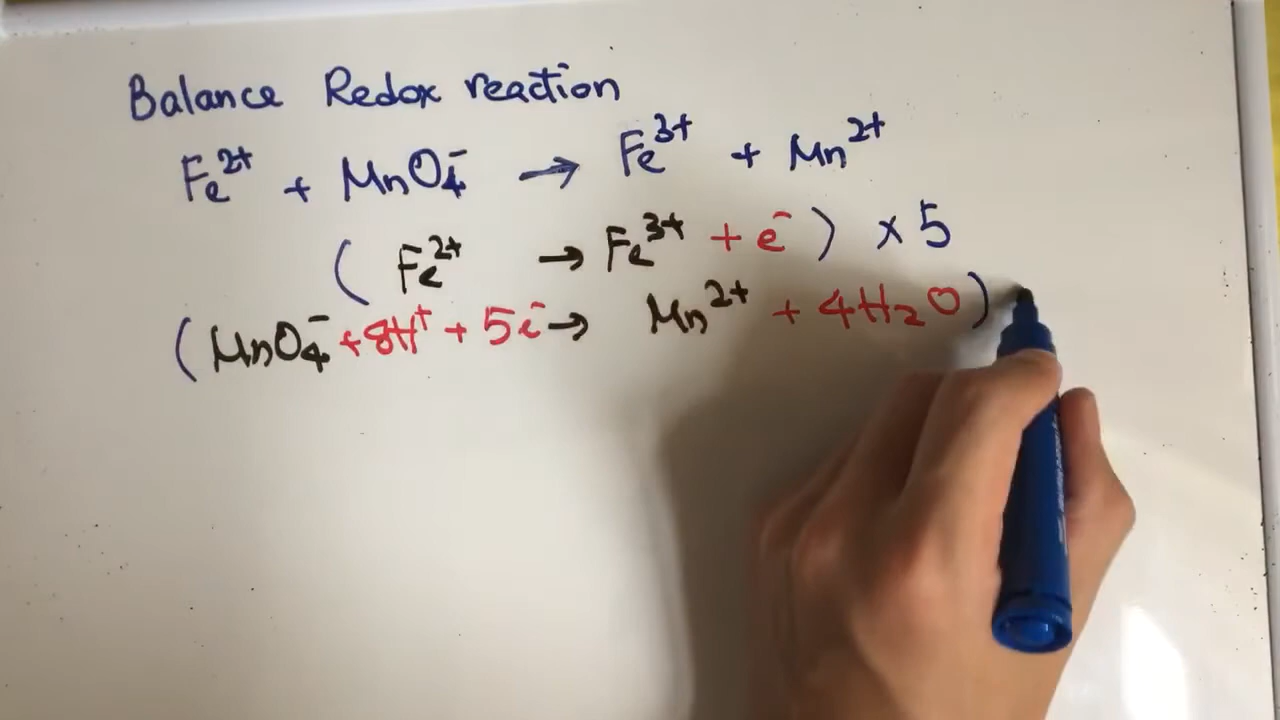 Balance Redox reaction
Fe²⁺ + MnO₄⁻ → Fe³⁺ + Mn²⁺
( Fe²⁺ → Fe³⁺ + e⁻ ) × 5
(MnO₄⁻ + 8H⁺ + 5e⁻ → Mn²⁺ + 4H₂O)